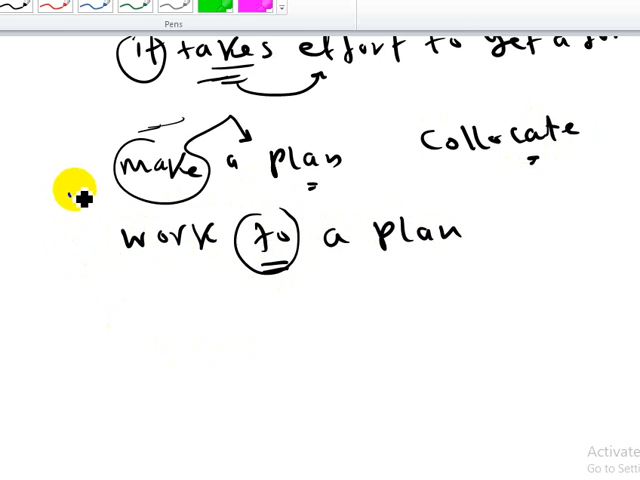 Pens
it takes effort to get a
make a plan collocate
work to a plan
Activate
Go to Setti